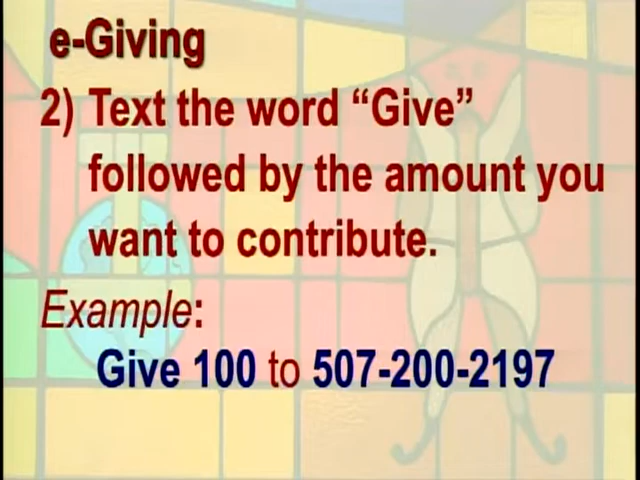 e-Giving
2) Text the word “Give”
followed by the amount you
want to contribute.
Example:
Give 100 to 507-200-2197